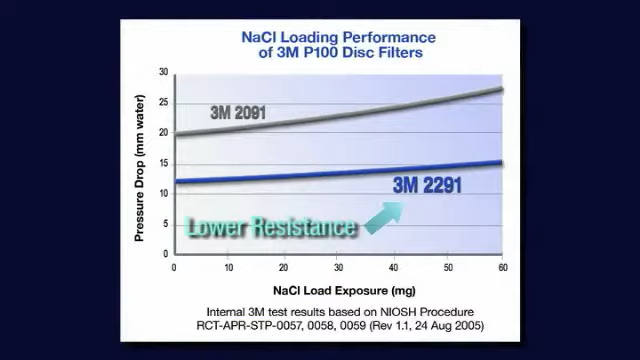 NaCl Loading Performance
of 3M P100 Disc Filters
30
25
20
15
10
5
0
Pressure Drop (mm water)
3M 2091
3M 2291
Lower Resistance
0 10 20 30 40 50 60
NaCl Load Exposure (mg)
Internal 3M test results based on NIOSH Procedure
RCT-APR-STP-0057, 0058, 0059 (Rev 1.1, 24 Aug 2005)